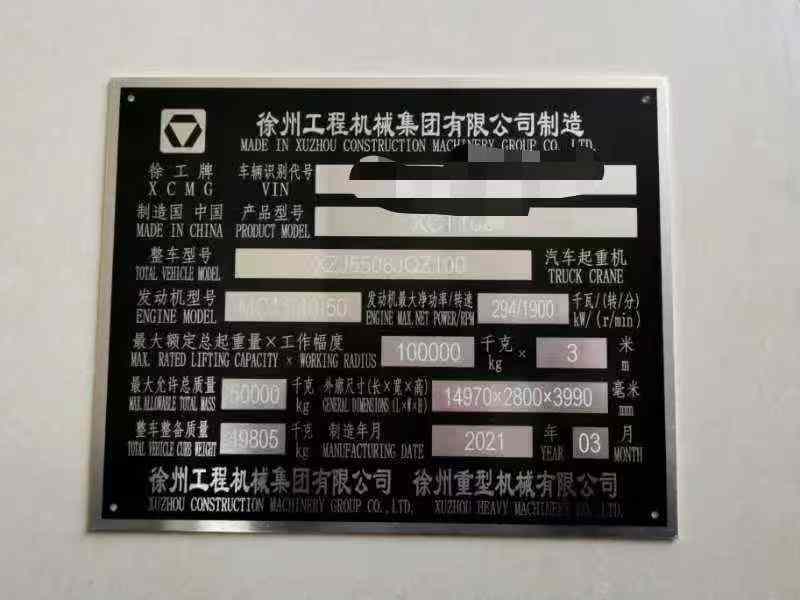 徐州工程机械集团有限公司制造
MADE IN XUZHOU CONSTRUCTION MACHINERY GROUP CO., LTD.
徐工牌 车辆识别代号
XCMG VIN
制造国 中国 产品型号
MADE IN CHINA PRODUCT MODEL
整车型号 XZJ5508JQZ100 汽车起重机
TOTAL VEHICLE MODEL TRUCK CRANE
发动机型号 发动机最大净功率/转速 294/1900 千瓦/(转/分)
ENGINE MODEL ENGINE MAX.NET POWER/RPM kW/(r/min)
最大额定总起重量×工作幅度 100000 千克 × 3 米
MAX. RATED LIFTING CAPACITY × WORKING RADIUS kg m
最大允许总质量 50000 千克 外廓尺寸(长×宽×高) 14970×2800×3990 毫米
MAX. ALLOWABLE TOTAL MASS kg GENERAL DIMENSIONS (L×W×H) mm
整车整备质量 49805 千克 制造年月 2021 年 03 月
TOTAL VEHICLE CURB WEIGHT kg MANUFACTURING DATE YEAR MONTH
徐州工程机械集团有限公司 徐州重型机械有限公司
XUZHOU CONSTRUCTION MACHINERY GROUP CO., LTD. XUZHOU HEAVY MACHINERY CO., LTD.